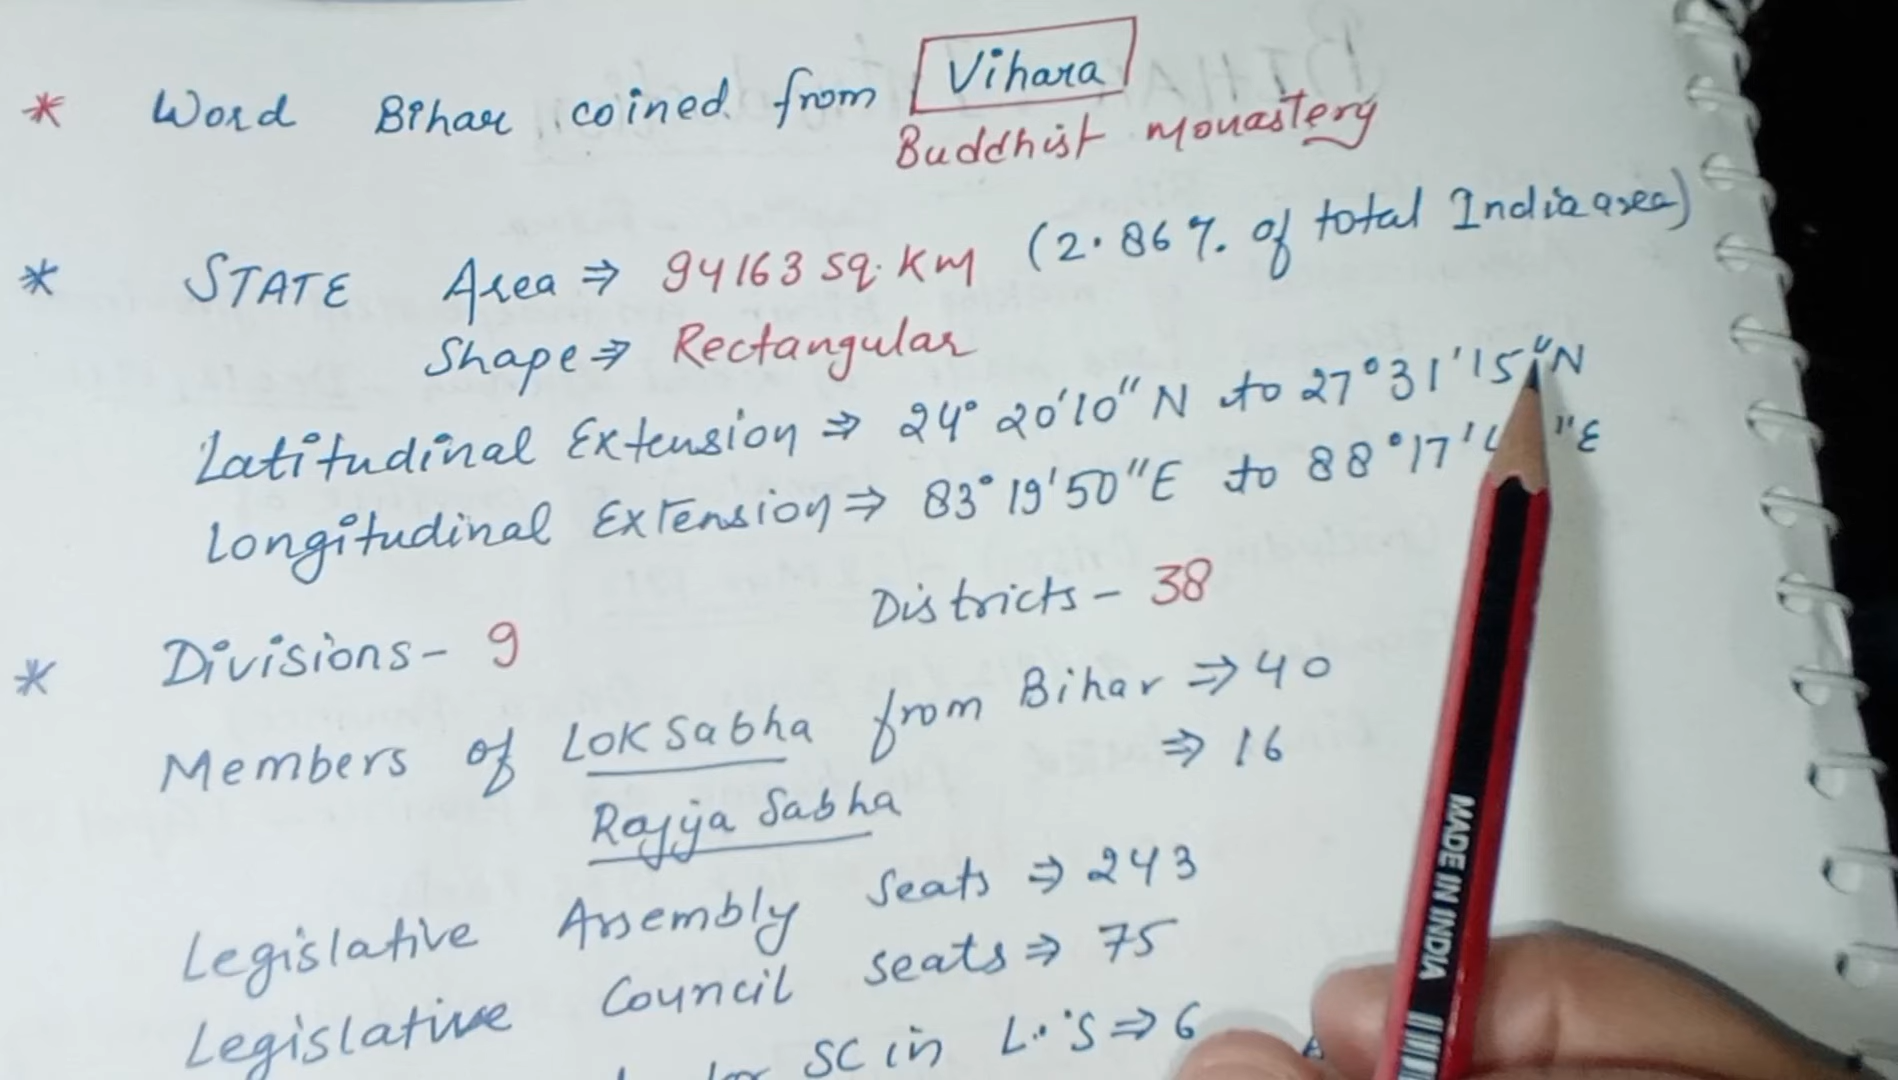 * Word Bihar coined from Vihara
Buddhist monastery
* STATE Area ⇒ 94163 sq. km (2.86% of total India area)
Shape ⇒ Rectangular
Latitudinal Extension ⇒ 24° 20'10" N to 27°31'15"N
Longitudinal Extension ⇒ 83°19'50"E to 88°17' "E
* Divisions - 9 Districts - 38
Members of Lok Sabha from Bihar ⇒ 40
Rajya Sabha ⇒ 16
Legislative Assembly seats ⇒ 243
Legislative Council seats ⇒ 75
SC in L.S ⇒ 6
MADE IN INDIA